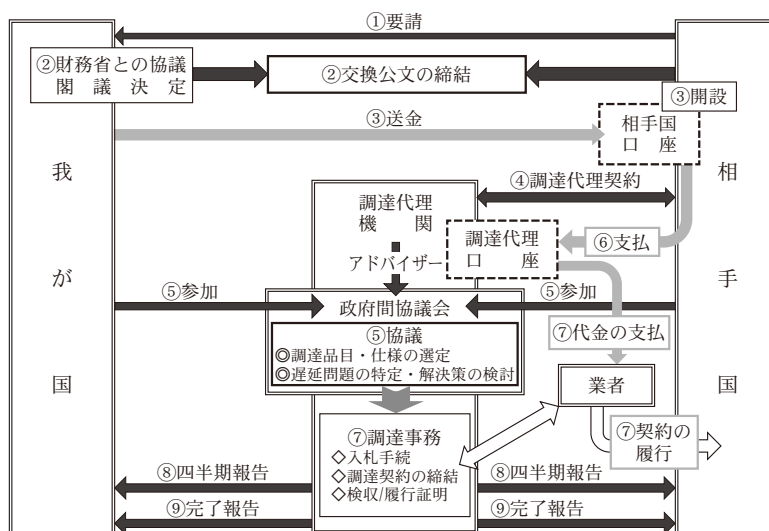 ①要請
②財務省との協議
閣議決定
②交換公文の締結
③開設
③送金
相手国
口座
我が国
相手国
④調達代理契約
調達代理
機関
調達代理
口座
⑥支払
アドバイザー
⑤参加
政府間協議会
⑤参加
⑤協議
◎調達品目・仕様の選定
◎遅延問題の特定・解決策の検討
⑦代金の支払
業者
⑦調達事務
◇入札手続
◇調達契約の締結
◇検収/履行証明
⑦契約の
履行
⑧四半期報告
⑧四半期報告
⑨完了報告
⑨完了報告